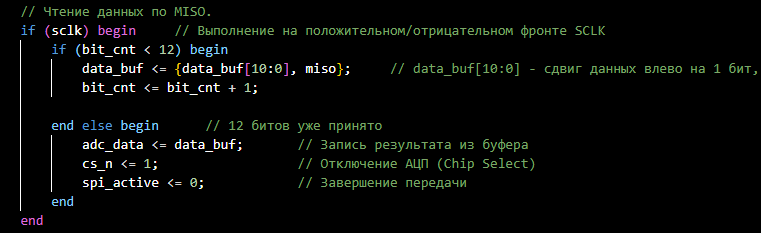 // Чтение данных по MISO.
if (sclk) begin    // Выполнение на положительном/отрицательном фронте SCLK
if (bit_cnt < 12) begin
data_buf <= {data_buf[10:0], miso};    // data_buf[10:0] - сдвиг данных влево на 1 бит,
bit_cnt <= bit_cnt + 1;
end else begin    // 12 битов уже принято
adc_data <= data_buf;    // Запись результата из буфера
cs_n <= 1;    // Отключение АЦП (Chip Select)
spi_active <= 0;    // Завершение передачи
end
end